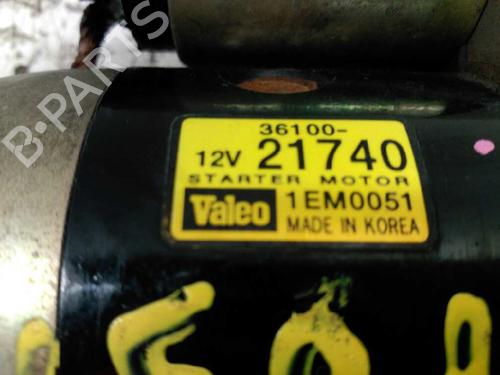 36100-
12V 21740
STARTER MOTOR
Valeo 1EM0051
MADE IN KOREA
B-PARTS